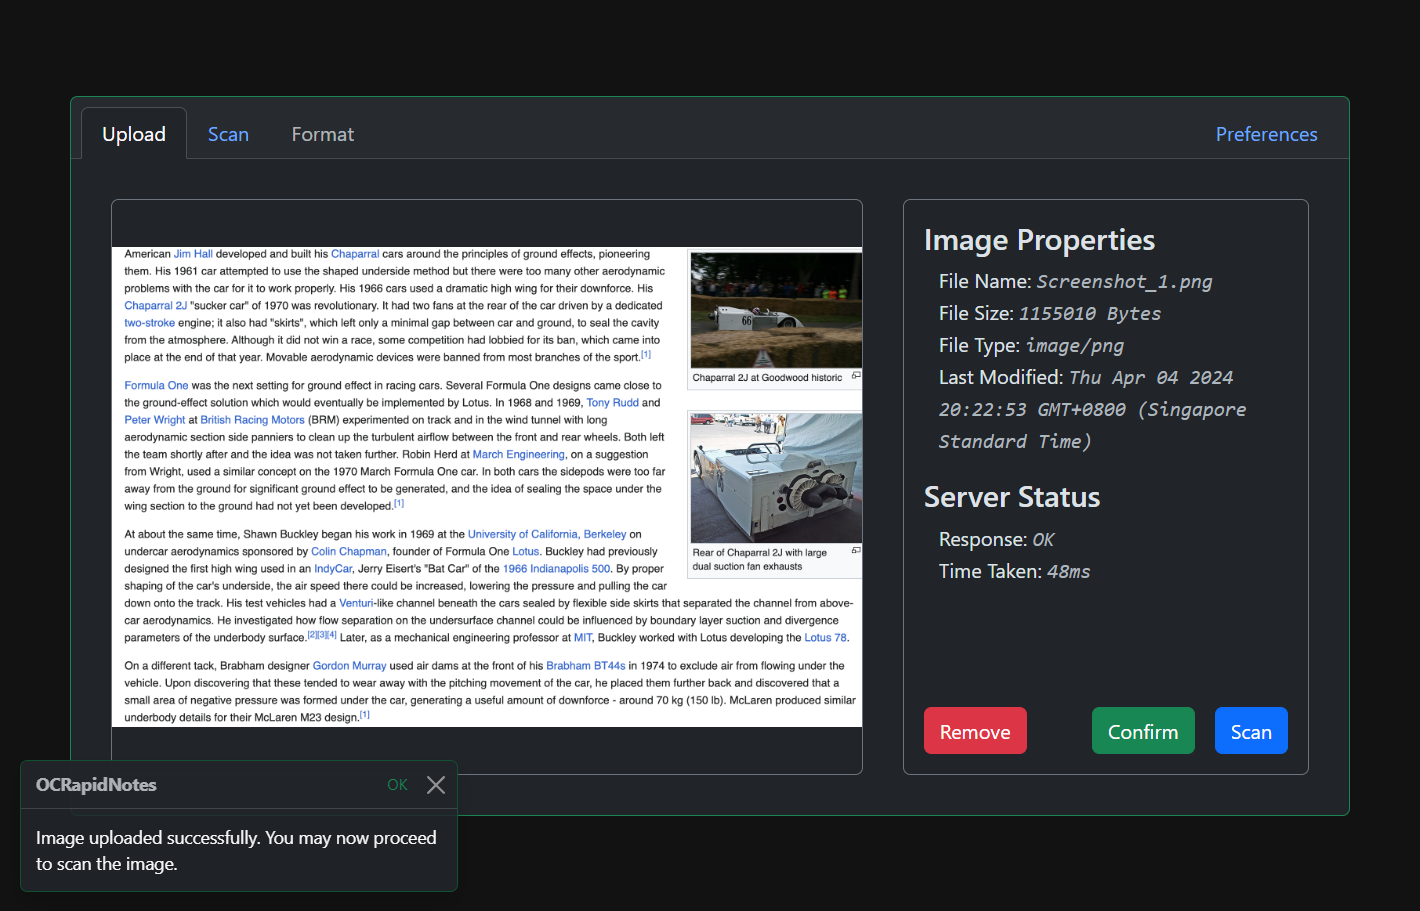 Upload
Scan
Format
Preferences
American Jim Hall developed and built his Chaparral cars around the principles of ground effects, pioneering
them. His 1961 car attempted to use the shaped underside method but there were too many other aerodynamic
problems with the car for it to work properly. His 1966 cars used a dramatic high wing for their downforce. His
Chaparral 2J "sucker car" of 1970 was revolutionary. It had two fans at the rear of the car driven by a dedicated
two-stroke engine; it also had "skirts", which left only a minimal gap between car and ground, to seal the cavity
from the atmosphere. Although it did not win a race, some competition had lobbied for its ban, which came into
place at the end of that year. Movable aerodynamic devices were banned from most branches of the sport.[1]
Formula One was the next setting for ground effect in racing cars. Several Formula One designs came close to
the ground-effect solution which would eventually be implemented by Lotus. In 1968 and 1969, Tony Rudd and
Peter Wright at British Racing Motors (BRM) experimented on track and in the wind tunnel with long
aerodynamic section side panniers to clean up the turbulent airflow between the front and rear wheels. Both left
the team shortly after and the idea was not taken further. Robin Herd at March Engineering, on a suggestion
from Wright, used a similar concept on the 1970 March Formula One car. In both cars the sidepods were too far
away from the ground for significant ground effect to be generated, and the idea of sealing the space under the
wing section to the ground had not yet been developed.[1]
At about the same time, Shawn Buckley began his work in 1969 at the University of California, Berkeley on
undercar aerodynamics sponsored by Colin Chapman, founder of Formula One Lotus. Buckley had previously
designed the first high wing used in an IndyCar, Jerry Eisert's "Bat Car" of the 1966 Indianapolis 500. By proper
shaping of the car's underside, the air speed there could be increased, lowering the pressure and pulling the car
down onto the track. His test vehicles had a Venturi-like channel beneath the cars sealed by flexible side skirts that separated the channel from above-
car aerodynamics. He investigated how flow separation on the undersurface channel could be influenced by boundary layer suction and divergence
parameters of the underbody surface.[2][3][4] Later, as a mechanical engineering professor at MIT, Buckley worked with Lotus developing the Lotus 78.
On a different tack, Brabham designer Gordon Murray used air dams at the front of his Brabham BT44s in 1974 to exclude air from flowing under the
vehicle. Upon discovering that these tended to wear away with the pitching movement of the car, he placed them further back and discovered that a
small area of negative pressure was formed under the car, generating a useful amount of downforce - around 70 kg (150 lb). McLaren produced similar
underbody details for their McLaren M23 design.[1]
66
Chaparral 2J at Goodwood historic
Rear of Chaparral 2J with large
dual suction fan exhausts
Image Properties
File Name: Screenshot_1.png
File Size: 1155010 Bytes
File Type: image/png
Last Modified: Thu Apr 04 2024
20:22:53 GMT+0800 (Singapore
Standard Time)
Server Status
Response: OK
Time Taken: 48ms
Remove
Confirm
Scan
OCRapidNotes
OK
Image uploaded successfully. You may now proceed
to scan the image.